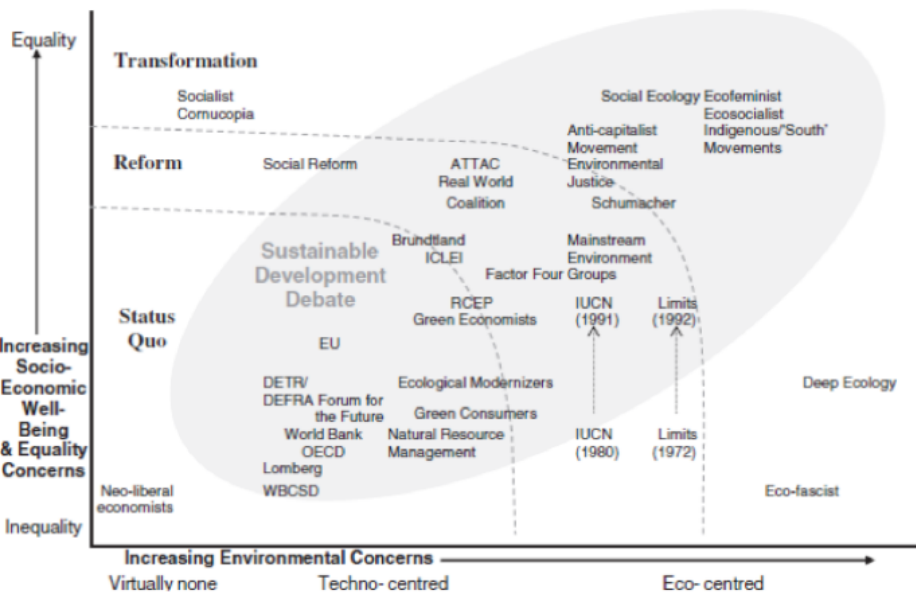 Equality
Transformation
Socialist
Cornucopia
Social Ecology Ecofeminist
Ecosocialist
Anti-capitalist
Indigenous/"South"
Movement
Movements
Reform
Social Reform
ATTAC
Environmental
Real World
Justice
Coalition
Schumacher
Brundtland
ICLEI
Mainstream
Environment
Sustainable
Development
Debate
Factor Four Groups
Status
Quo
RCEP
Green Economists
IUCN
(1991)
Limits
(1992)
EU
Increasing
Socio-
Economic
Well-
Being
& Equality
Concerns
DETR/
DEFRA Forum for
the Future
Ecological Modernizers
Deep Ecology
Green Consumers
World Bank
OECD
Natural Resource
Management
IUCN
(1980)
Limits
(1972)
Lomberg
WBCSD
Neo-liberal
economists
Eco-fascist
Inequality
Increasing Environmental Concerns
Virtually none
Techno- centred
Eco- centred